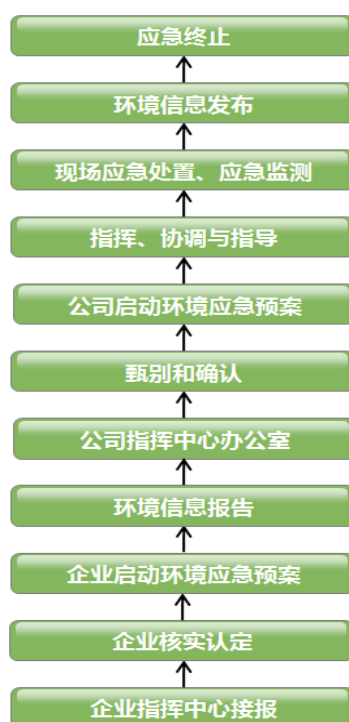 应急终止
环境信息发布
现场应急处置、应急监测
指挥、协调与指导
公司启动环境应急预案
甄别和确认
公司指挥中心办公室
环境信息报告
企业启动环境应急预案
企业核实认定
企业指挥中心接报